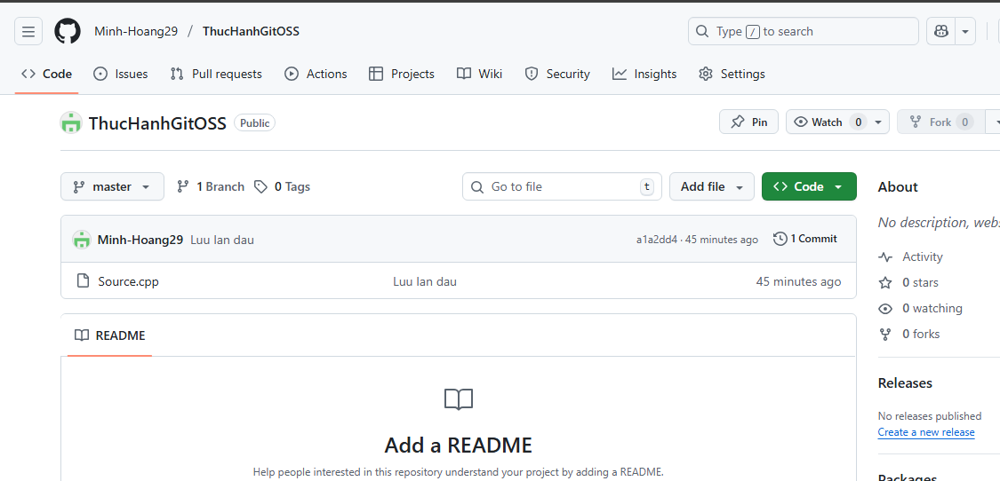 Minh-Hoang29 / ThucHanhGitOSS Type / to search
Code Issues Pull requests Actions Projects Wiki Security Insights Settings
ThucHanhGitOSS Public Pin Watch 0 Fork 0
master 1 Branch 0 Tags Go to file t Add file Code
About
No description, webs
Minh-Hoang29 Luu lan dau a1a2dd4 · 45 minutes ago 1 Commit
Source.cpp Luu lan dau 45 minutes ago
Activity
0 stars
0 watching
0 forks
README
Releases
No releases published
Create a new release
Add a README
Help people interested in this repository understand your project by adding a README.
Packages